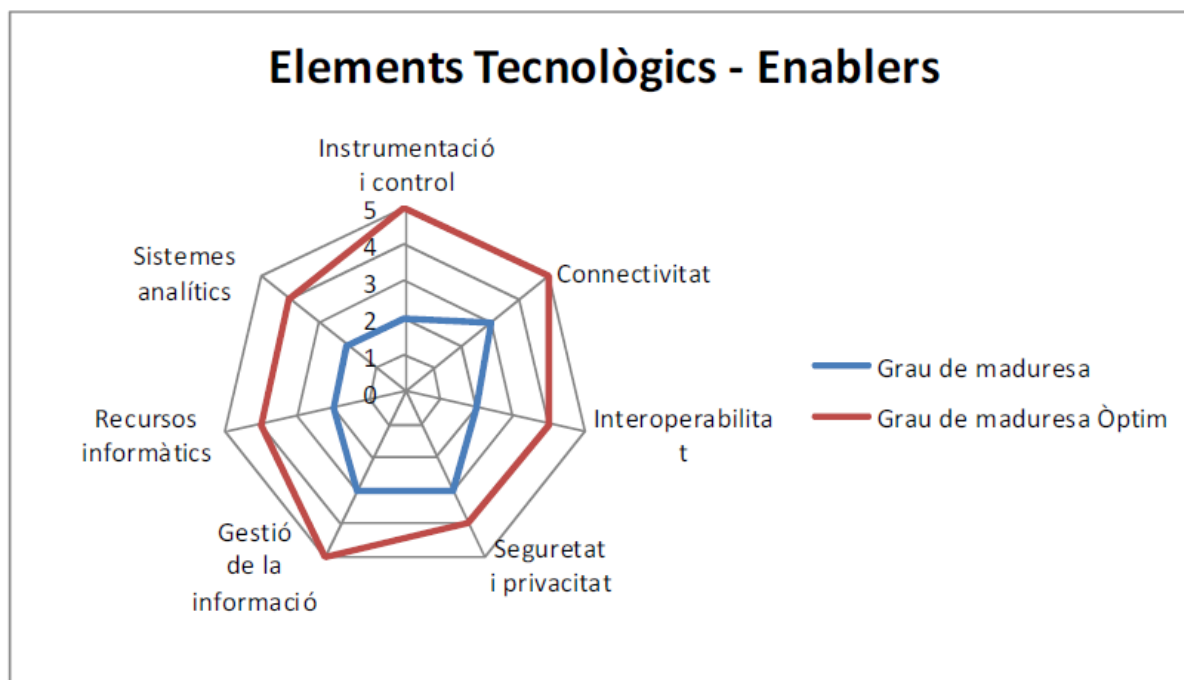 Elements Tecnològics - Enablers
Instrumentació
i control
5
4
3
2
1
0
Connectivitat
Interoperabilita
t
Seguretat
i privacitat
Gestió
de la
informació
Recursos
informàtics
Sistemes
analítics
Grau de maduresa
Grau de maduresa Òptim